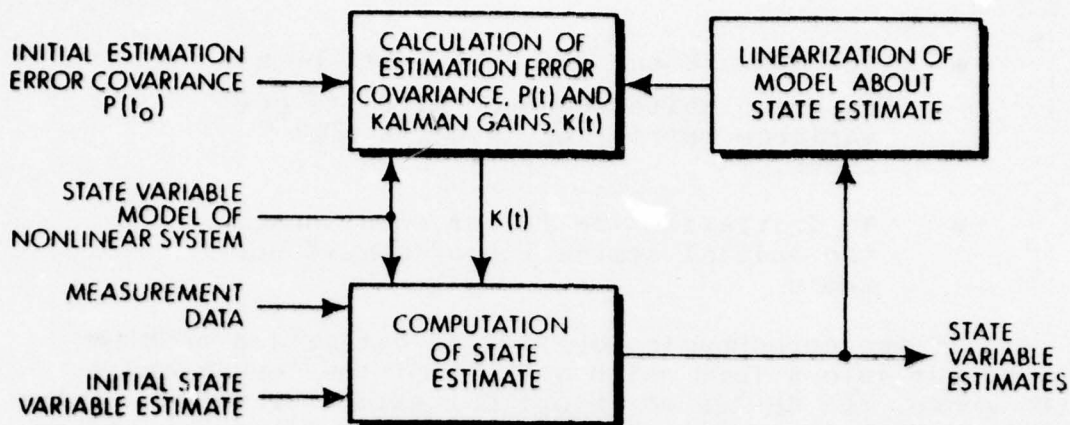 INITIAL ESTIMATION
ERROR COVARIANCE
P(t₀)
CALCULATION OF
ESTIMATION ERROR
COVARIANCE, P(t) AND
KALMAN GAINS, K(t)
LINEARIZATION OF
MODEL ABOUT
STATE ESTIMATE
STATE VARIABLE
MODEL OF
NONLINEAR SYSTEM
K(t)
MEASUREMENT
DATA
INITIAL STATE
VARIABLE ESTIMATE
COMPUTATION
OF STATE
ESTIMATE
STATE
VARIABLE
ESTIMATES